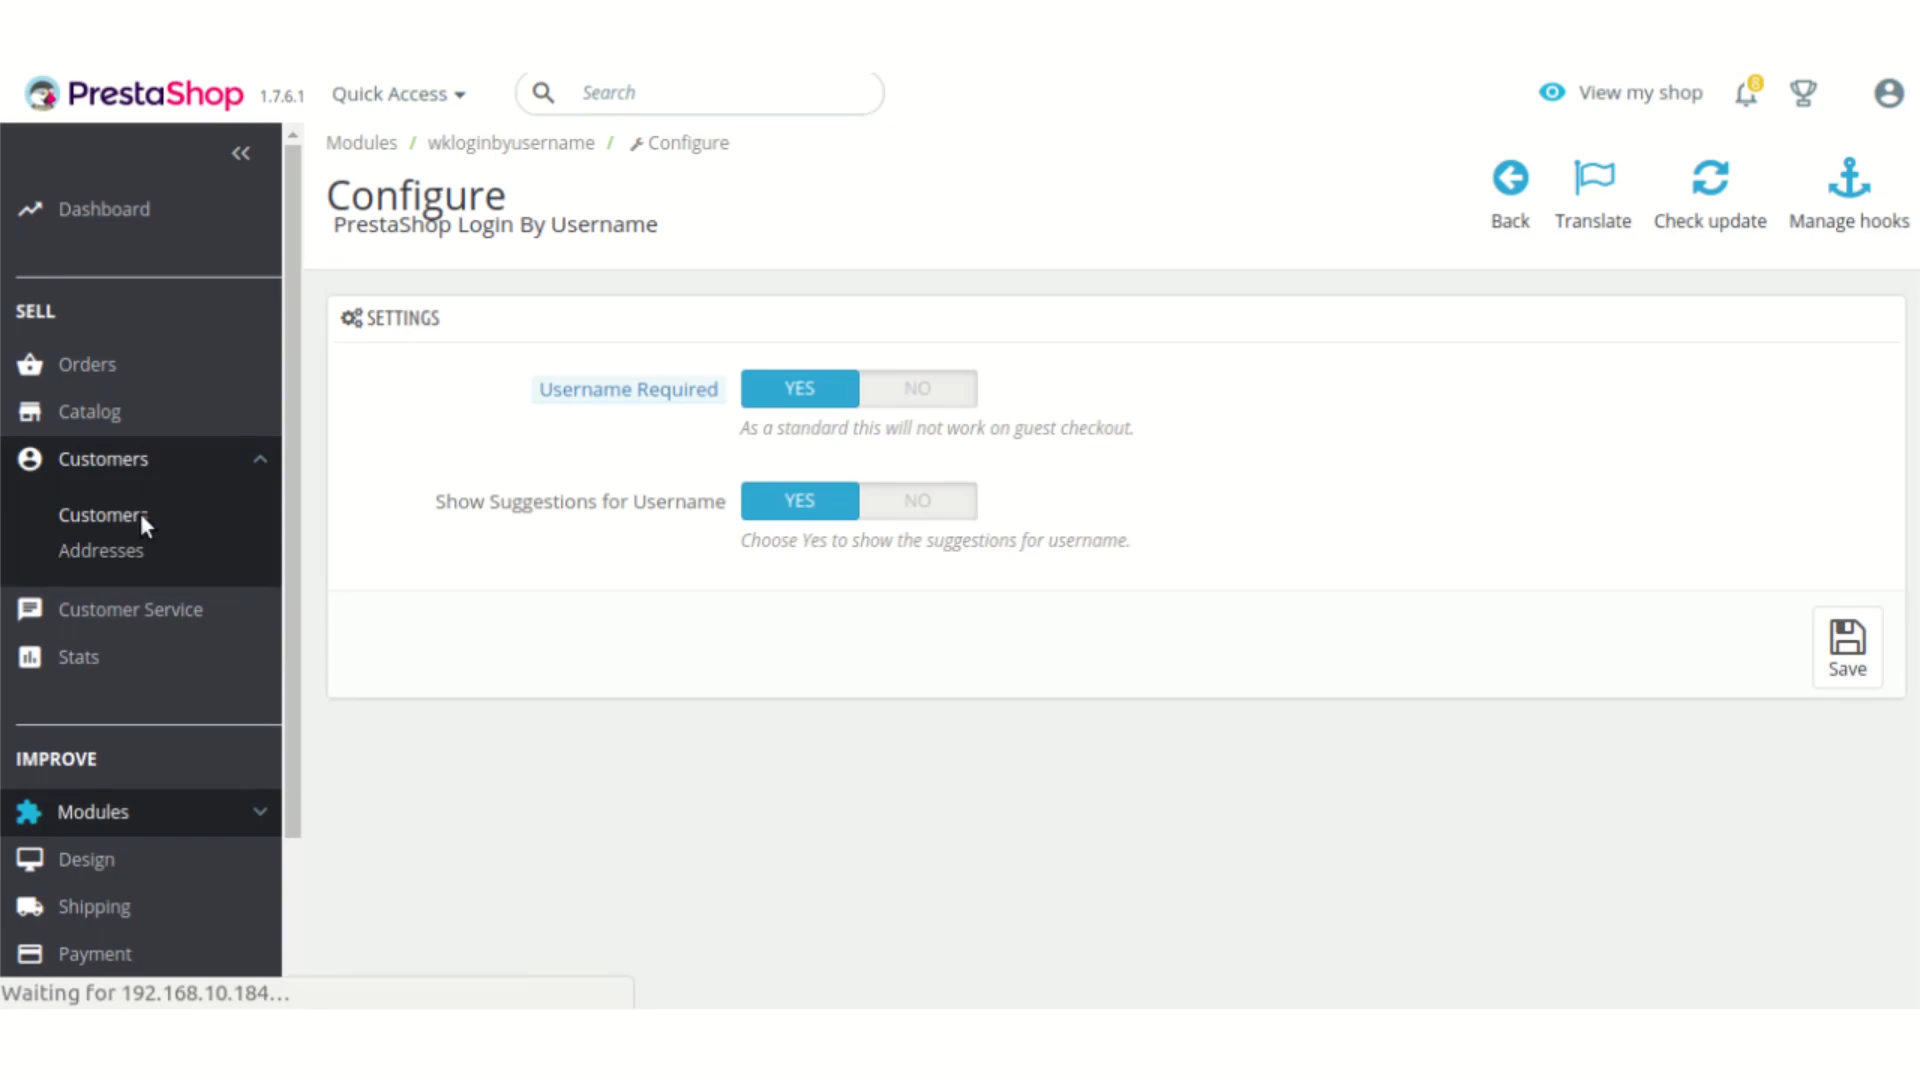 PrestaShop 1.7.6.1 Quick Access Search View my shop 8
Modules / wkloginbyusername / Configure
Configure
PrestaShop Login By Username
Back Translate Check update Manage hooks
Dashboard
SELL
Orders
Catalog
Customers
Customers
Addresses
Customer Service
Stats
IMPROVE
Modules
Design
Shipping
Payment
SETTINGS
Username Required YES NO
As a standard this will not work on guest checkout.
Show Suggestions for Username YES NO
Choose Yes to show the suggestions for username.
Save
Waiting for 192.168.10.184...